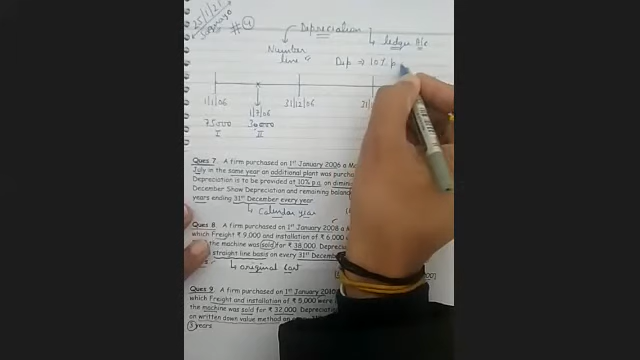 25/1/21
#4
Depreciation
ledger A/c
Number
line
Dep ⇒ 10% p
1/1/06 1/7/06 31/12/06 31
75000 30000
I II
Ques 7 A firm purchased on 1st January 2006 a M
July in the same year an additional plant was purch
Depreciation is to be provided at 10% p.a. on dimini
December Show Depreciation and remaining balan
years ending 31st December every year.
↳ Calendar year
Ques 8 A firm purchased on 1st January 2008 a M
which Freight ₹ 9,000 and installation of ₹ 6,000
the machine was sold for ₹ 38,000. Depreci
straight line basis on every 31st Decemb
↳ original Cost
Ques 9 A firm purchased on 1st January 2010
which Freight and installation of ₹ 5,000 were
the machine was sold for ₹ 32,000. Depreciati
on written down value method on
3 years